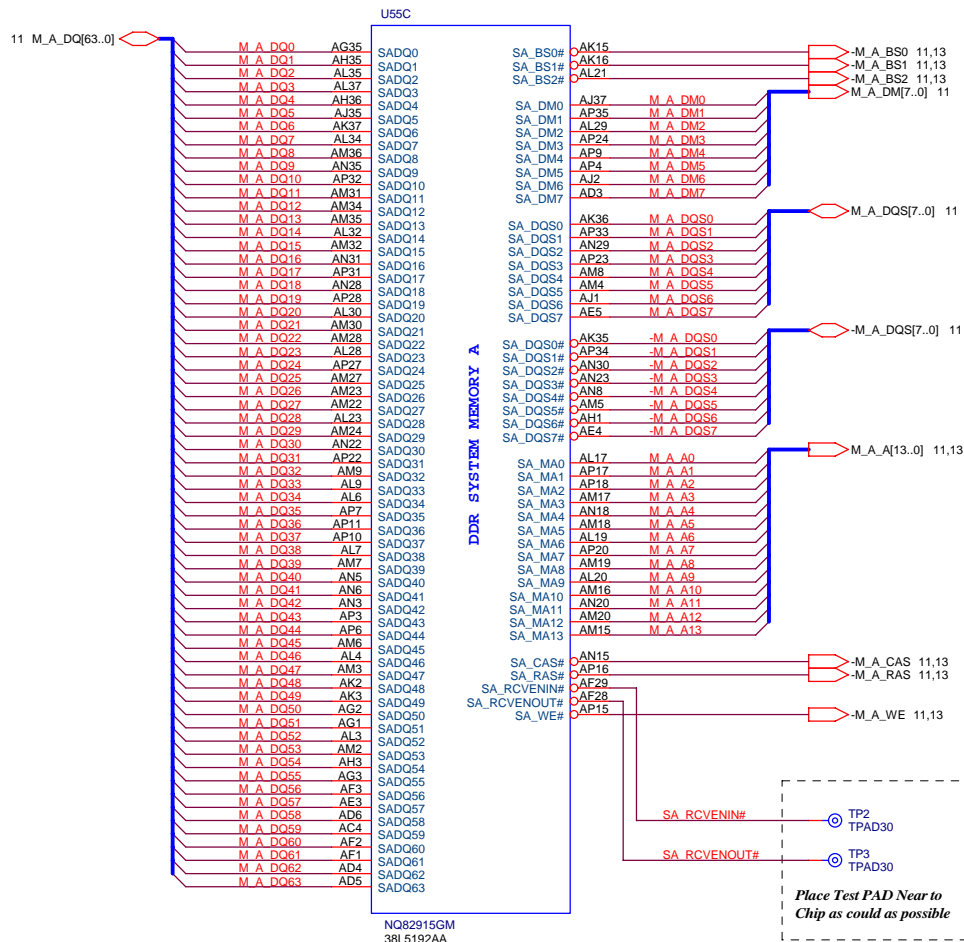 U55C
11 M_A_DQ[63..0]
M_A_DQ0 AG35 SADQ0
M_A_DQ1 AH35 SADQ1
M_A_DQ2 AL35 SADQ2
M_A_DQ3 AL37 SADQ3
M_A_DQ4 AH36 SADQ4
M_A_DQ5 AJ35 SADQ5
M_A_DQ6 AK37 SADQ6
M_A_DQ7 AL34 SADQ7
M_A_DQ8 AM36 SADQ8
M_A_DQ9 AN35 SADQ9
M_A_DQ10 AP32 SADQ10
M_A_DQ11 AM31 SADQ11
M_A_DQ12 AM34 SADQ12
M_A_DQ13 AM35 SADQ13
M_A_DQ14 AL32 SADQ14
M_A_DQ15 AM32 SADQ15
M_A_DQ16 AN31 SADQ16
M_A_DQ17 AP31 SADQ17
M_A_DQ18 AN28 SADQ18
M_A_DQ19 AP28 SADQ19
M_A_DQ20 AL30 SADQ20
M_A_DQ21 AM30 SADQ21
M_A_DQ22 AM28 SADQ22
M_A_DQ23 AL28 SADQ23
M_A_DQ24 AP27 SADQ24
M_A_DQ25 AM27 SADQ25
M_A_DQ26 AM23 SADQ26
M_A_DQ27 AM22 SADQ27
M_A_DQ28 AL23 SADQ28
M_A_DQ29 AM24 SADQ29
M_A_DQ30 AN22 SADQ30
M_A_DQ31 AP22 SADQ31
M_A_DQ32 AM9 SADQ32
M_A_DQ33 AL9 SADQ33
M_A_DQ34 AL6 SADQ34
M_A_DQ35 AP7 SADQ35
M_A_DQ36 AP11 SADQ36
M_A_DQ37 AP10 SADQ37
M_A_DQ38 AL7 SADQ38
M_A_DQ39 AM7 SADQ39
M_A_DQ40 AN5 SADQ40
M_A_DQ41 AN6 SADQ41
M_A_DQ42 AN3 SADQ42
M_A_DQ43 AP3 SADQ43
M_A_DQ44 AP6 SADQ44
M_A_DQ45 AM6 SADQ45
M_A_DQ46 AL4 SADQ46
M_A_DQ47 AM3 SADQ47
M_A_DQ48 AK2 SADQ48
M_A_DQ49 AK3 SADQ49
M_A_DQ50 AG2 SADQ50
M_A_DQ51 AG1 SADQ51
M_A_DQ52 AL3 SADQ52
M_A_DQ53 AM2 SADQ53
M_A_DQ54 AH3 SADQ54
M_A_DQ55 AG3 SADQ55
M_A_DQ56 AF3 SADQ56
M_A_DQ57 AE3 SADQ57
M_A_DQ58 AD6 SADQ58
M_A_DQ59 AC4 SADQ59
M_A_DQ60 AF2 SADQ60
M_A_DQ61 AF1 SADQ61
M_A_DQ62 AD4 SADQ62
M_A_DQ63 AD5 SADQ63
DDR SYSTEM MEMORY A
SA_BS0# AK15 -M_A_BS0 11,13
SA_BS1# AK16 -M_A_BS1 11,13
SA_BS2# AL21 -M_A_BS2 11,13
M_A_DM[7..0] 11
SA_DM0 AJ37 M_A_DM0
SA_DM1 AP35 M_A_DM1
SA_DM2 AL29 M_A_DM2
SA_DM3 AP24 M_A_DM3
SA_DM4 AP9 M_A_DM4
SA_DM5 AP4 M_A_DM5
SA_DM6 AJ2 M_A_DM6
SA_DM7 AD3 M_A_DM7
M_A_DQS[7..0] 11
SA_DQS0 AK36 M_A_DQS0
SA_DQS1 AP33 M_A_DQS1
SA_DQS2 AN29 M_A_DQS2
SA_DQS3 AP23 M_A_DQS3
SA_DQS4 AM8 M_A_DQS4
SA_DQS5 AM4 M_A_DQS5
SA_DQS6 AJ1 M_A_DQS6
SA_DQS7 AE5 M_A_DQS7
-M_A_DQS[7..0] 11
SA_DQS0# AK35 -M_A_DQS0
SA_DQS1# AP34 -M_A_DQS1
SA_DQS2# AN30 -M_A_DQS2
SA_DQS3# AN23 -M_A_DQS3
SA_DQS4# AN8 -M_A_DQS4
SA_DQS5# AM5 -M_A_DQS5
SA_DQS6# AH1 -M_A_DQS6
SA_DQS7# AE4 -M_A_DQS7
M_A_A[13..0] 11,13
SA_MA0 AL17 M_A_A0
SA_MA1 AP17 M_A_A1
SA_MA2 AP18 M_A_A2
SA_MA3 AM17 M_A_A3
SA_MA4 AN18 M_A_A4
SA_MA5 AM18 M_A_A5
SA_MA6 AL19 M_A_A6
SA_MA7 AP20 M_A_A7
SA_MA8 AM19 M_A_A8
SA_MA9 AL20 M_A_A9
SA_MA10 AM16 M_A_A10
SA_MA11 AN20 M_A_A11
SA_MA12 AM20 M_A_A12
SA_MA13 AM15 M_A_A13
SA_CAS# AN15 -M_A_CAS 11,13
SA_RAS# AP16 -M_A_RAS 11,13
SA_RCVENIN# AF29
SA_RCVENOUT# AF28
SA_WE# AP15 -M_A_WE 11,13
SA_RCVENIN# TP2
TPAD30
SA_RCVENOUT# TP3
TPAD30
Place Test PAD Near to
Chip as could as possible
NQ82915GM
38L5192AA